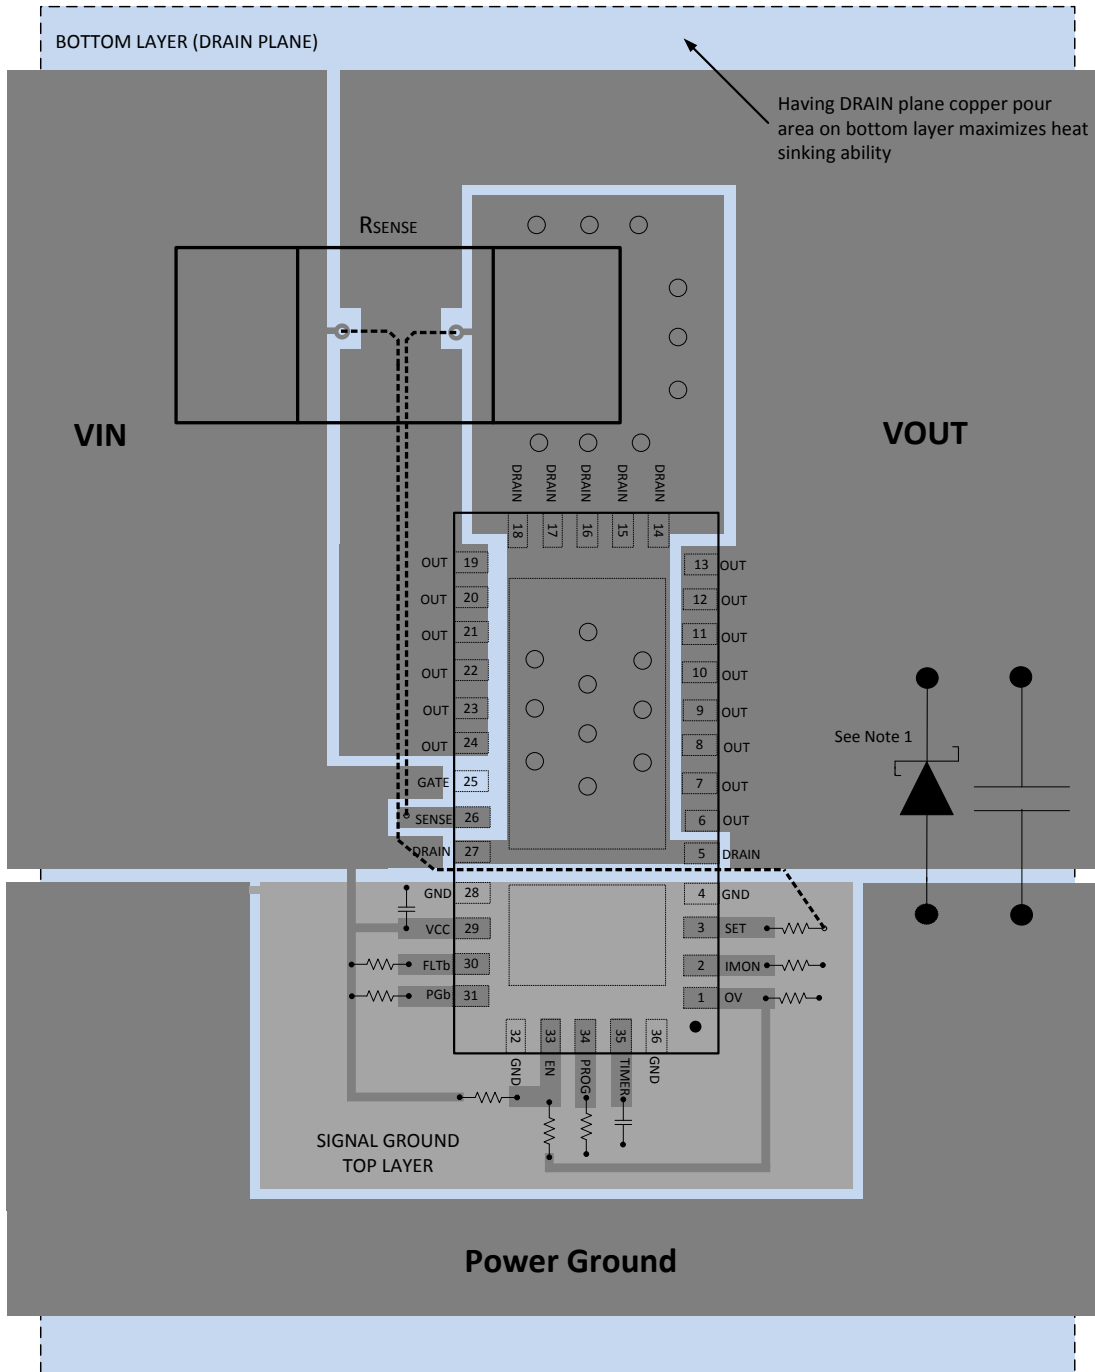 BOTTOM LAYER (DRAIN PLANE)
Having DRAIN plane copper pour
area on bottom layer maximizes heat
sinking ability
RSENSE
VIN
VOUT
DRAIN
DRAIN
DRAIN
DRAIN
DRAIN
18
17
16
15
14
OUT 19
13 OUT
OUT 20
12 OUT
OUT 21
11 OUT
OUT 22
10 OUT
OUT 23
9 OUT
OUT 24
8 OUT
See Note 1
GATE 25
7 OUT
SENSE 26
6 OUT
DRAIN 27
5 DRAIN
GND 28
4 GND
VCC 29
3 SET
FLTb 30
2 IMON
PGb 31
1 OV
32
33
34
35
36
GND
EN
PROG
TIMER
GND
SIGNAL GROUND
TOP LAYER
Power Ground